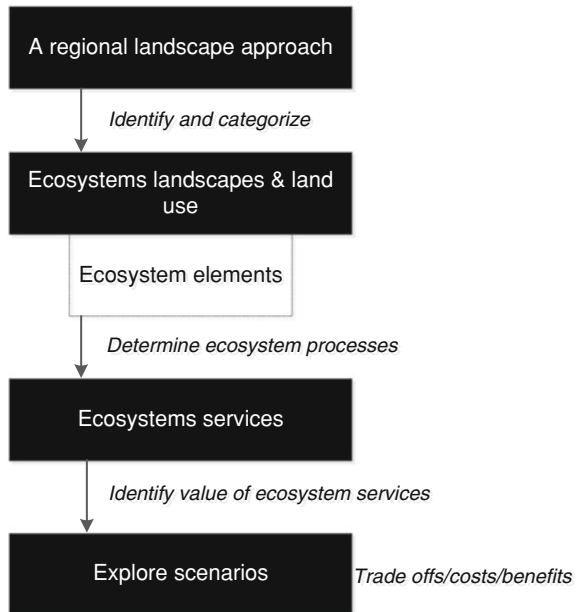 A regional landscape approach
Identify and categorize
Ecosystems landscapes & land
use
Ecosystem elements
Determine ecosystem processes
Ecosystems services
Identify value of ecosystem services
Explore scenarios
Trade offs/costs/benefits